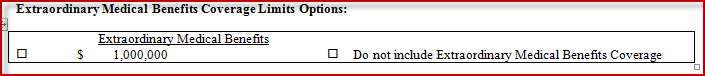 Extraordinary Medical Benefits Coverage Limits Options:
Extraordinary Medical Benefits
☐ $ 1,000,000 ☐ Do not include Extraordinary Medical Benefits Coverage